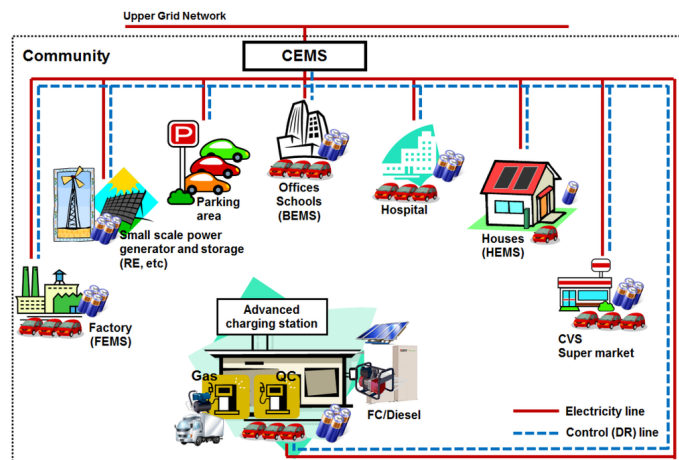 Upper Grid Network
Community
CEMS
P
Parking
area
Offices
Schools
(BEMS)
Hospital
Houses
(HEMS)
Small scale power
generator and storage
(RE, etc)
Factory
(FEMS)
CVS
Super market
Advanced
charging station
Gas
QC
FC/Diesel
Electricity line
Control (DR) line